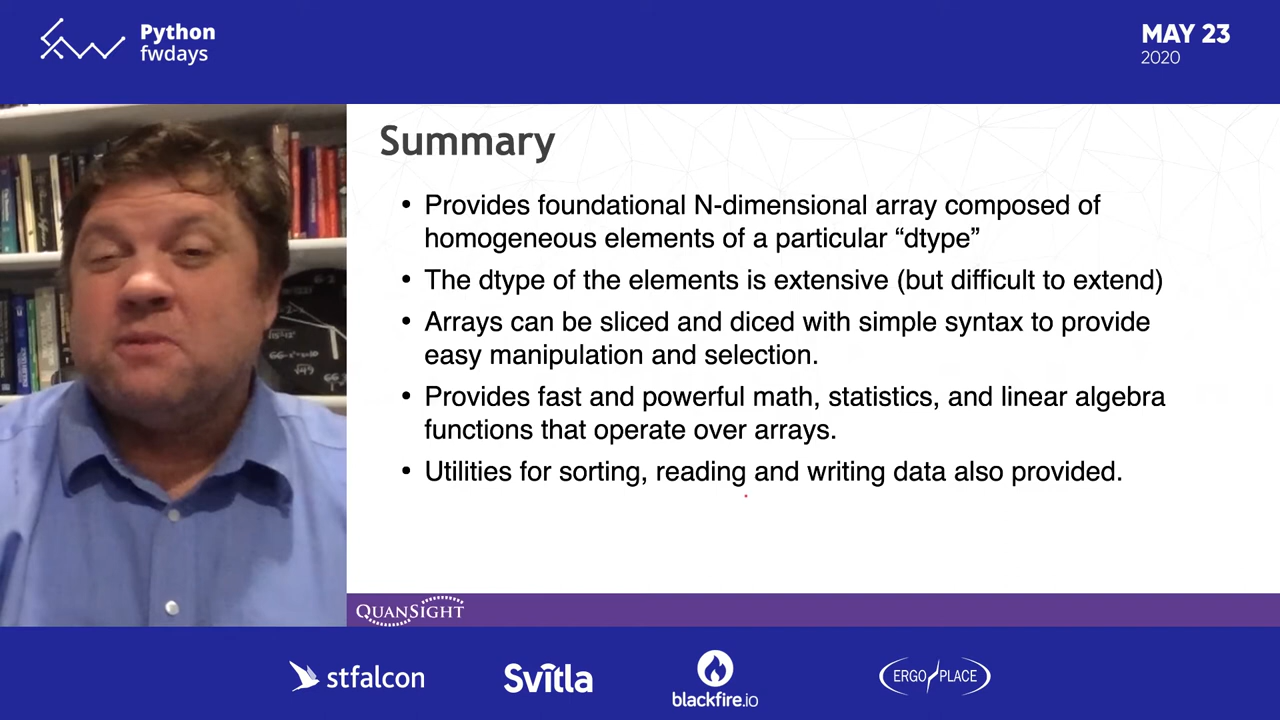 Python
fwdays
MAY 23
2020
Summary
• Provides foundational N-dimensional array composed of
homogeneous elements of a particular “dtype”
• The dtype of the elements is extensive (but difficult to extend)
• Arrays can be sliced and diced with simple syntax to provide
easy manipulation and selection.
• Provides fast and powerful math, statistics, and linear algebra
functions that operate over arrays.
• Utilities for sorting, reading and writing data also provided.
QUANSIGHT
stfalcon
Svitla
blackfire.io
ERGO PLACE